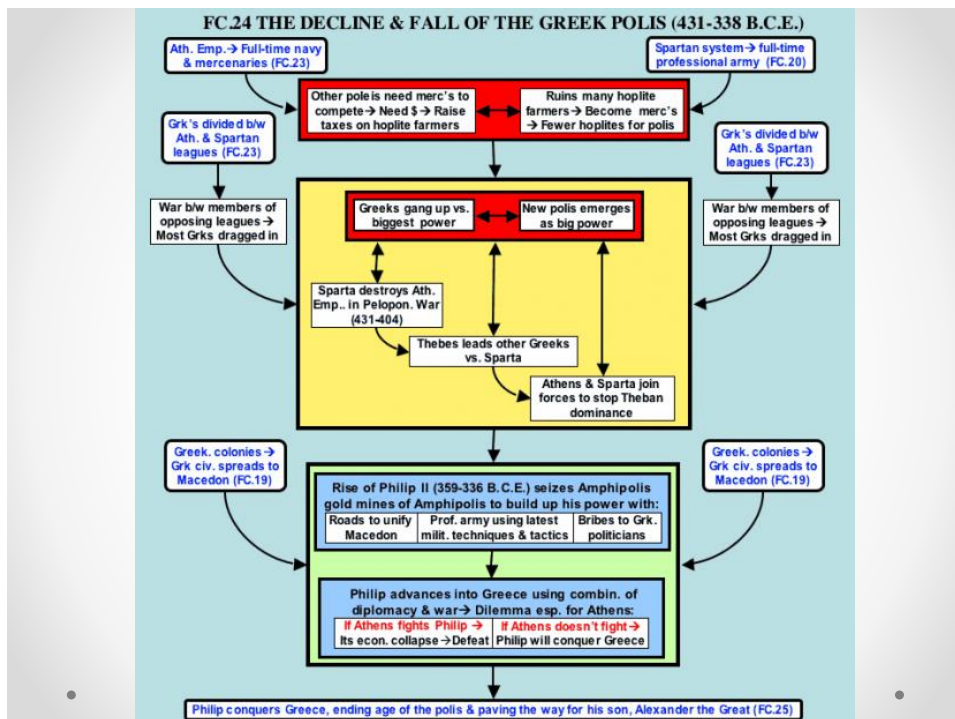 FC.24 THE DECLINE & FALL OF THE GREEK POLIS (431-338 B.C.E.)
Ath. Emp.→ Full-time navy
& mercenaries (FC.23)
Spartan system→ full-time
professional army (FC.20)
Other poleis need merc's to
compete→ Need $→ Raise
taxes on hoplite farmers
Ruins many hoplite
farmers→ Become merc's
→ Fewer hoplites for polis
Grk's divided b/w
Ath. & Spartan
leagues (FC.23)
Grk's divided b/w
Ath. & Spartan
leagues (FC.23)
War b/w members of
opposing leagues →
Most Grks dragged in
Greeks gang up vs.
biggest power
New polis emerges
as big power
War b/w members of
opposing leagues →
Most Grks dragged in
Sparta destroys Ath.
Emp.. in Pelopon. War
(431-404)
Thebes leads other Greeks
vs. Sparta
Athens & Sparta join
forces to stop Theban
dominance
Greek. colonies →
Grk civ. spreads to
Macedon (FC.19)
Greek. colonies →
Grk civ. spreads to
Macedon (FC.19)
Rise of Philip II (359-336 B.C.E.) seizes Amphipolis
gold mines of Amphipolis to build up his power with:
Roads to unify
Macedon
Prof. army using latest
milit. techniques & tactics
Bribes to Grk.
politicians
Philip advances into Greece using combin. of
diplomacy & war→ Dilemma esp. for Athens:
If Athens fights Philip →
Its econ. collapse →Defeat
If Athens doesn't fight →
Philip will conquer Greece
Philip conquers Greece, ending age of the polis & paving the way for his son, Alexander the Great (FC.25)